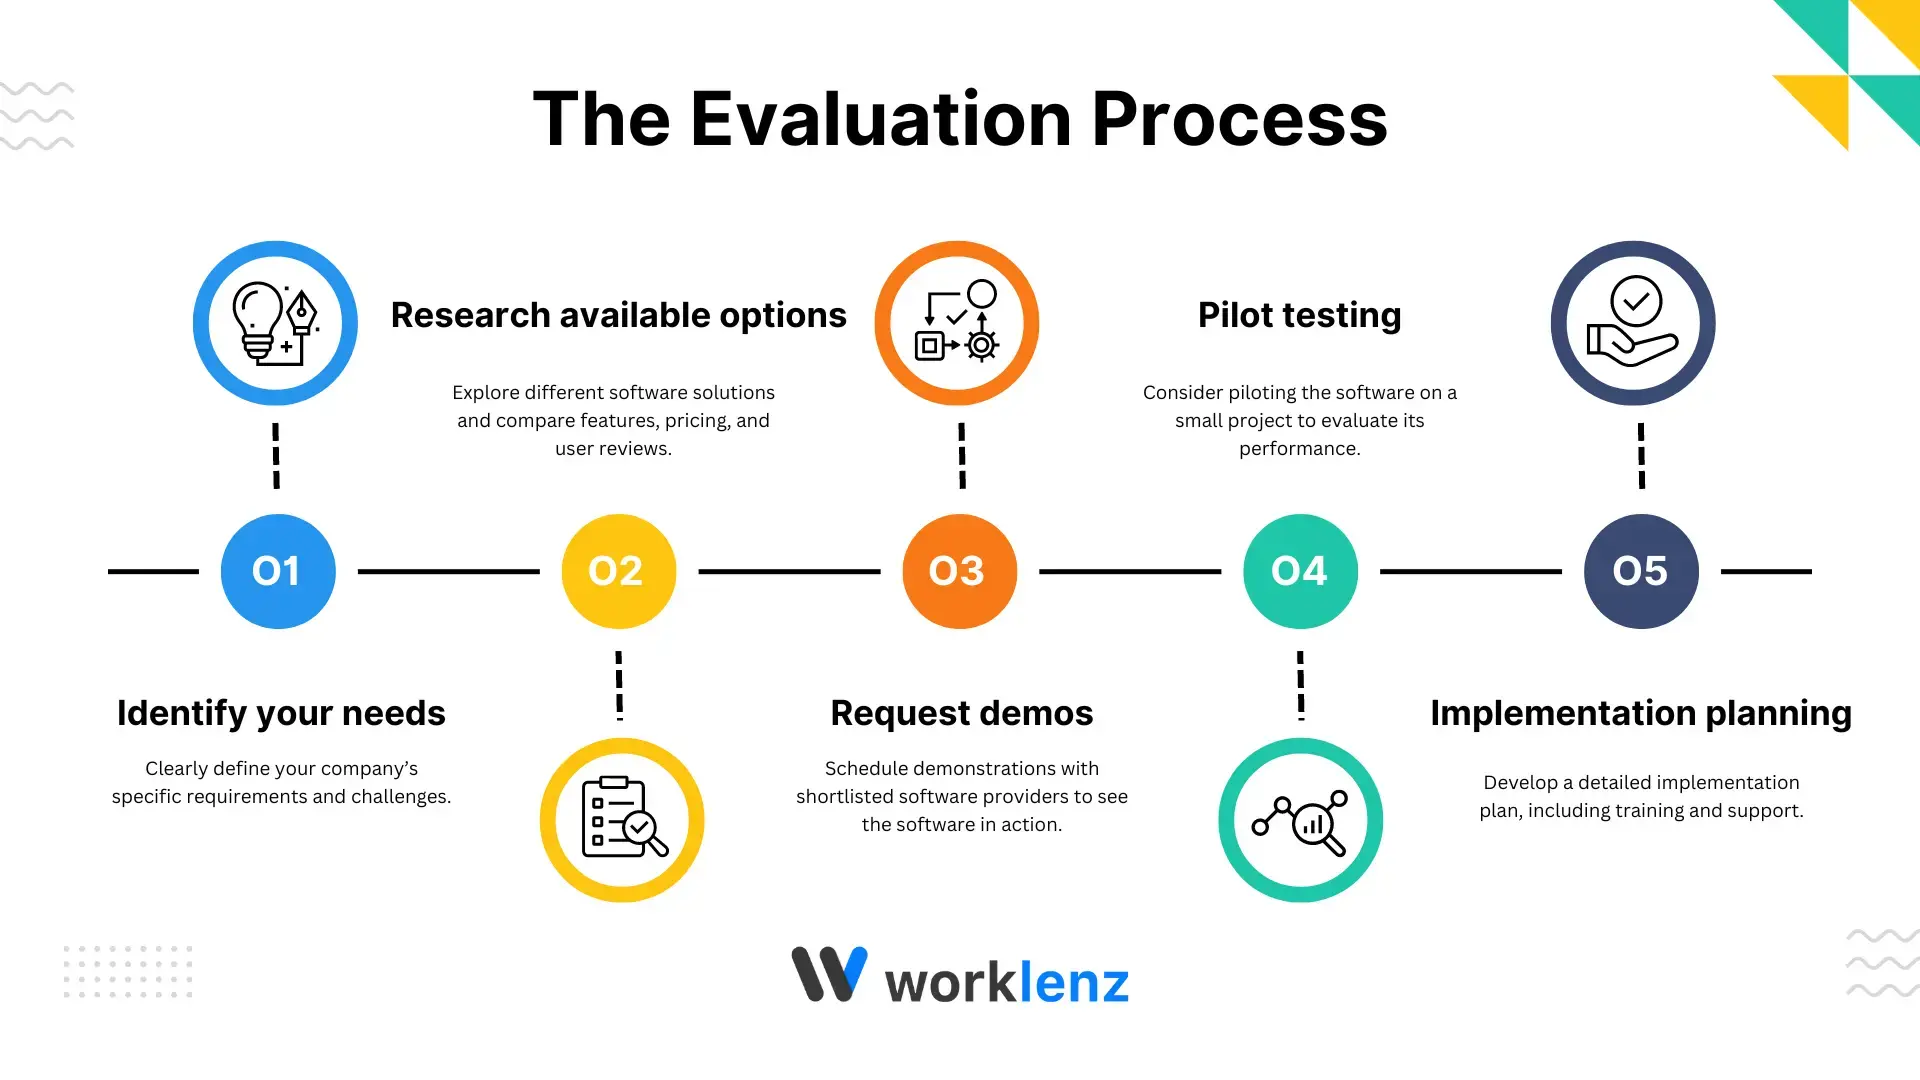 The Evaluation Process
01
Identify your needs
Clearly define your company’s
specific requirements and challenges.
Research available options
Explore different software solutions
and compare features, pricing, and
user reviews.
02
03
Request demos
Schedule demonstrations with
shortlisted software providers to see
the software in action.
Pilot testing
Consider piloting the software on a
small project to evaluate its
performance.
04
05
Implementation planning
Develop a detailed implementation
plan, including training and support.
worklenz